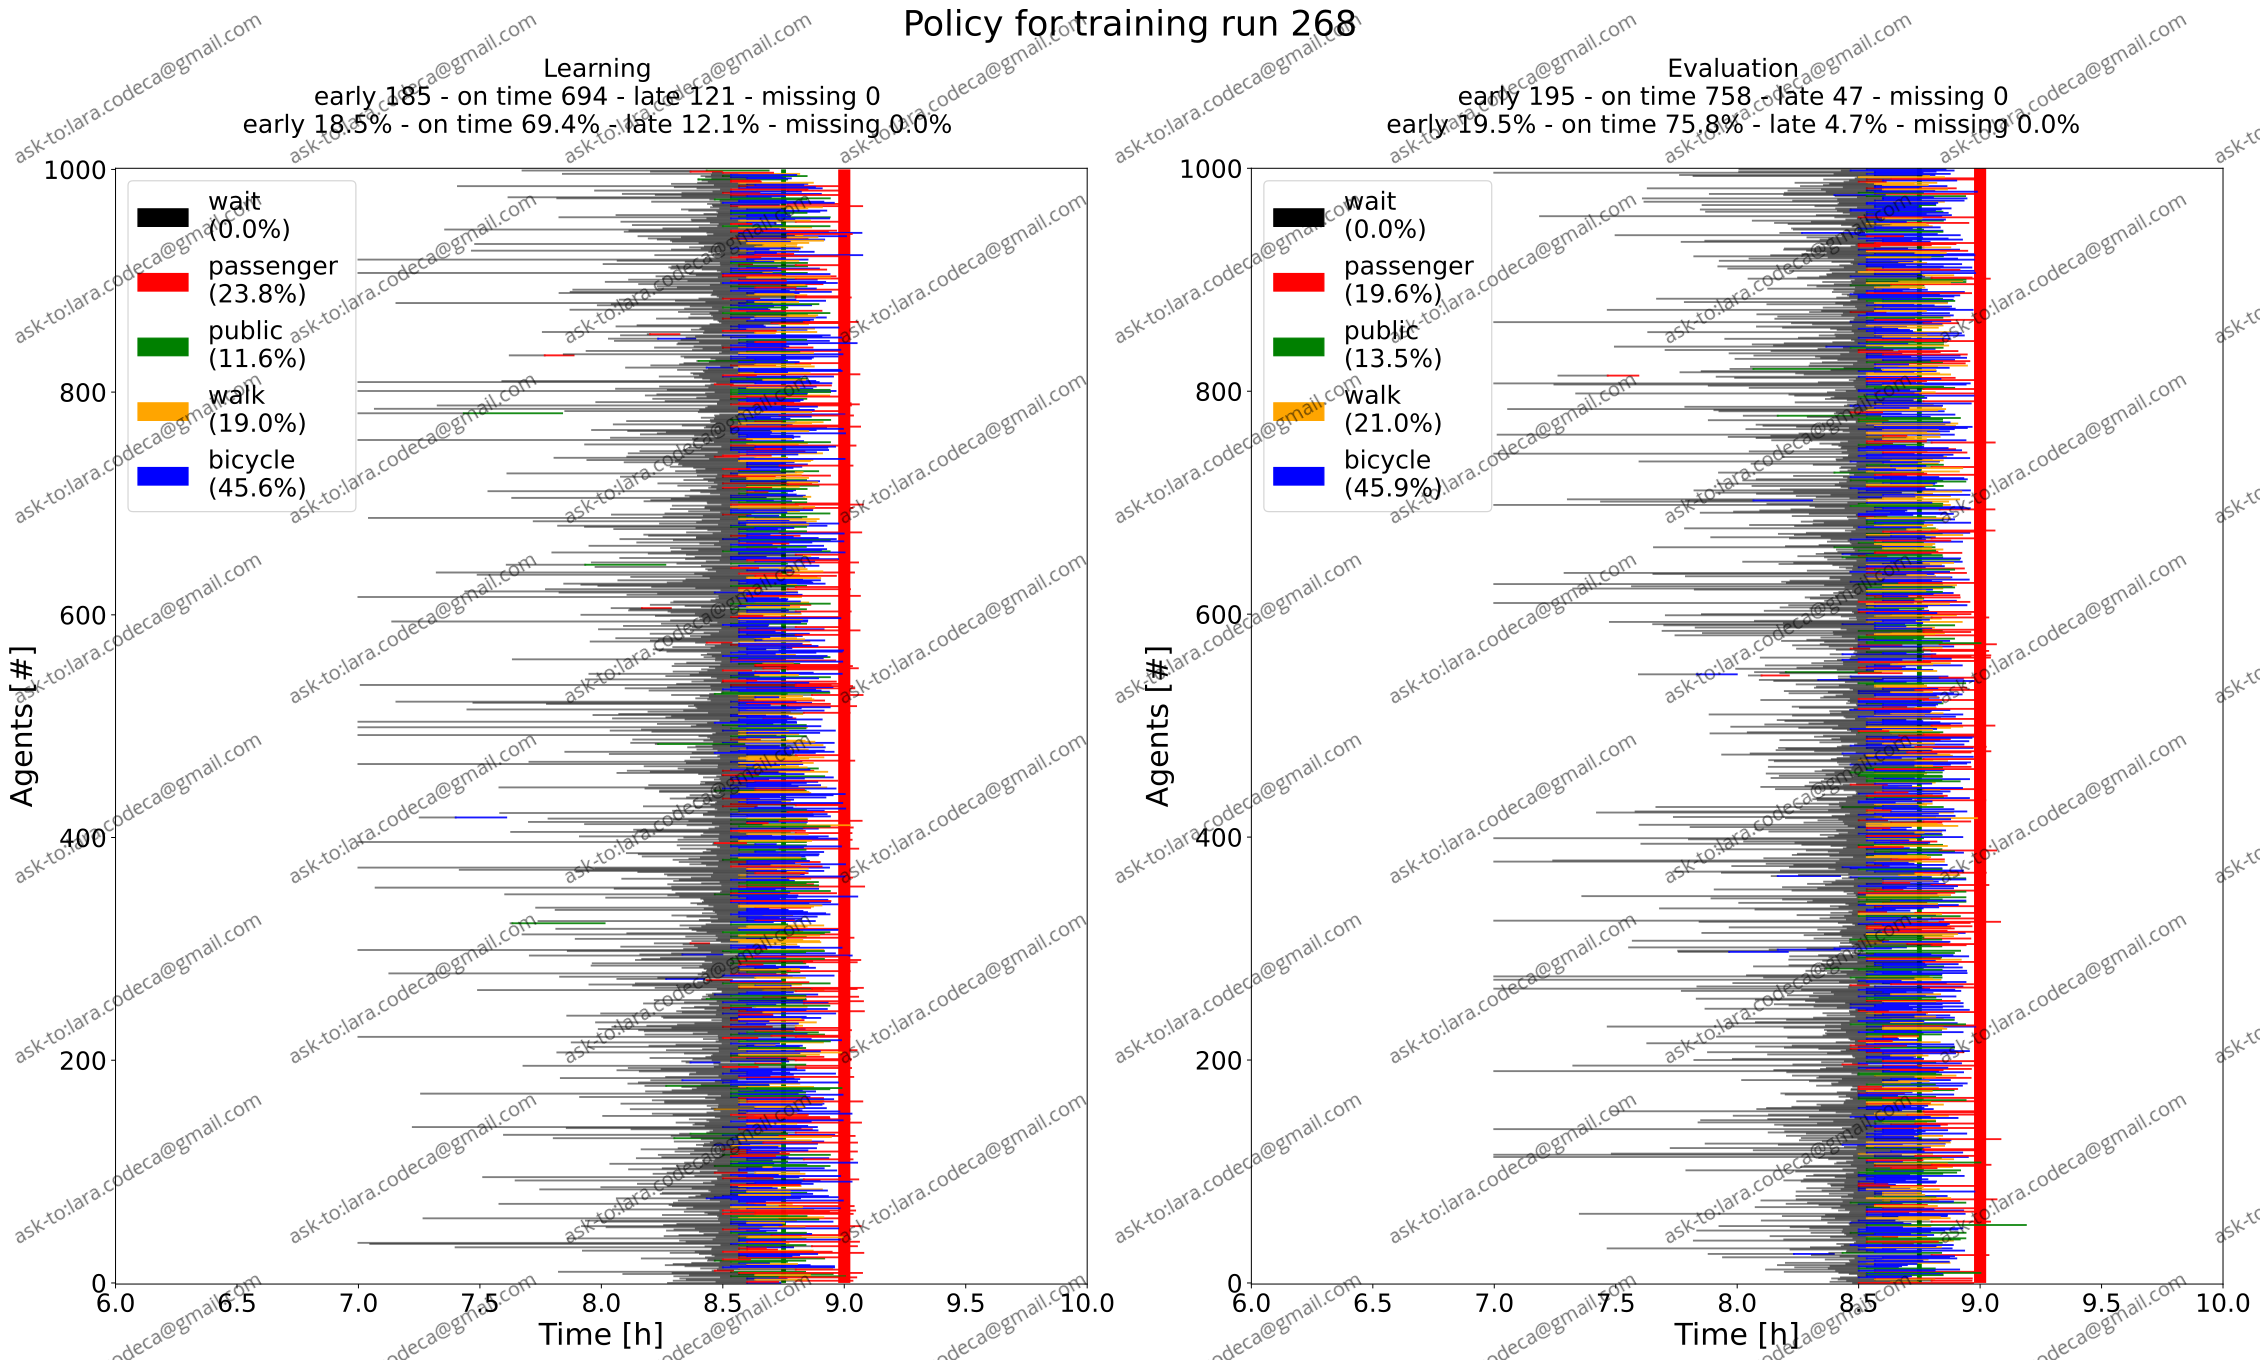 Policy for training run 268
Learning
early 185 - on time 694 - late 121 - missing 0
early 18.5% - on time 69.4% - late 12.1% - missing 0.0%
1000
800
600
400
200
0
Agents [#]
wait
(0.0%)
passenger
(23.8%)
public
(11.6%)
walk
(19.0%)
bicycle
(45.6%)
6.0 6.5 7.0 7.5 8.0 8.5 9.0 9.5 10.0
Time [h]
Evaluation
early 195 - on time 758 - late 47 - missing 0
early 19.5% - on time 75.8% - late 4.7% - missing 0.0%
1000
800
600
400
200
0
Agents [#]
wait
(0.0%)
passenger
(19.6%)
public
(13.5%)
walk
(21.0%)
bicycle
(45.9%)
6.0 6.5 7.0 7.5 8.0 8.5 9.0 9.5 10.0
Time [h]
ask-to:lara.codeca@gmail.com